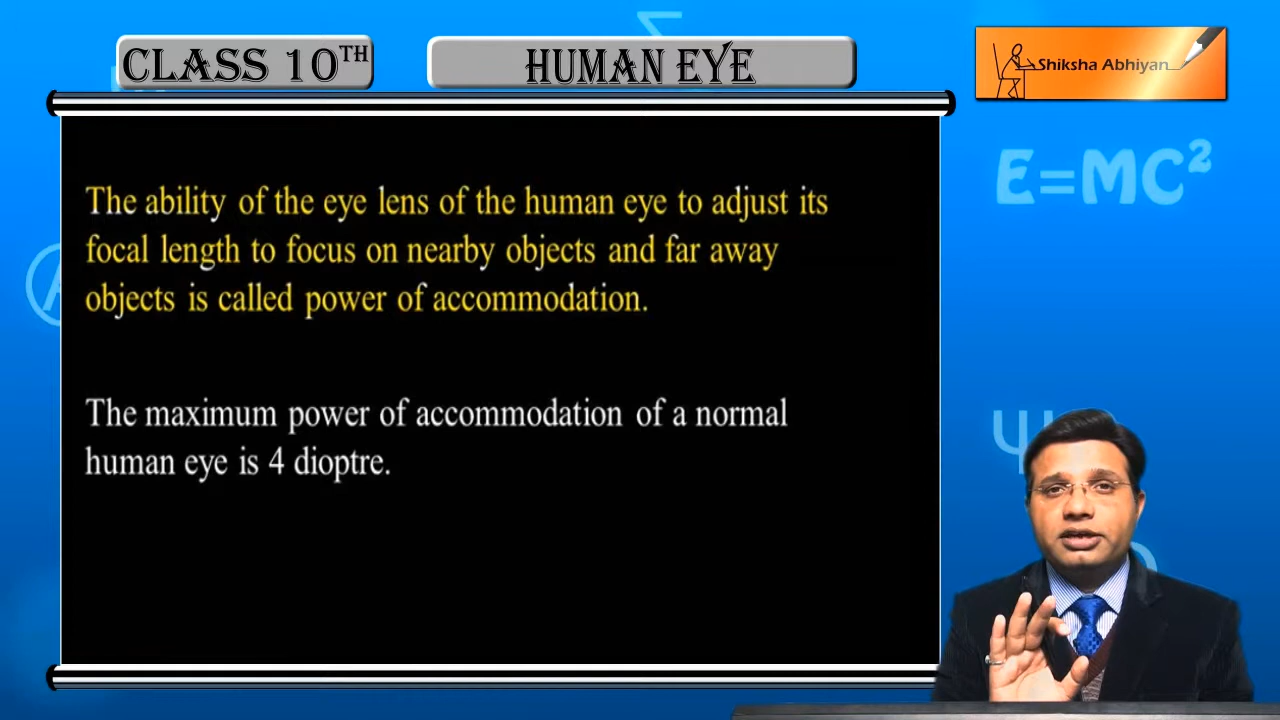 CLASS 10TH
HUMAN EYE
Shiksha Abhiyan
The ability of the eye lens of the human eye to adjust its
focal length to focus on nearby objects and far away
objects is called power of accommodation.
The maximum power of accommodation of a normal
human eye is 4 dioptre.
E=MC²
Ψ